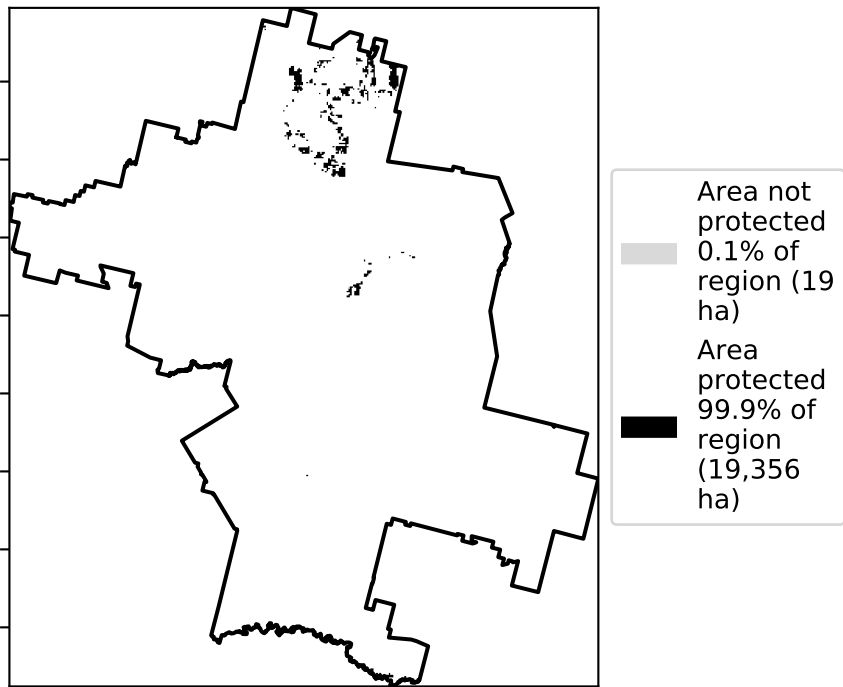 Area not
protected
0.1% of
region (19
ha)
Area
protected
99.9% of
region
(19,356
ha)